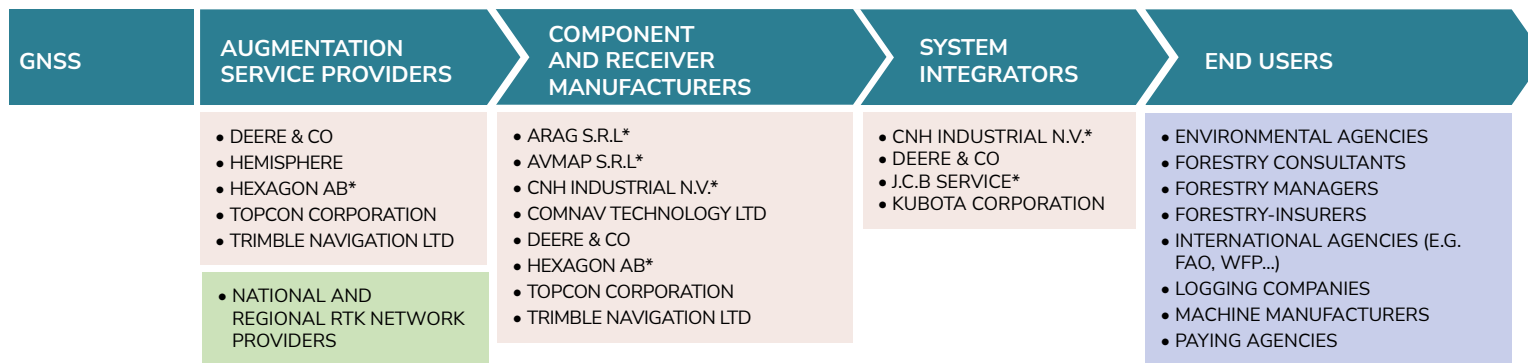 GNSS
AUGMENTATION
SERVICE PROVIDERS
COMPONENT
AND RECEIVER
MANUFACTURERS
SYSTEM
INTEGRATORS
END USERS
• DEERE & CO
• HEMISPHERE
• HEXAGON AB*
• TOPCON CORPORATION
• TRIMBLE NAVIGATION LTD
• NATIONAL AND
REGIONAL RTK NETWORK
PROVIDERS
• ARAG S.R.L*
• AVMAP S.R.L*
• CNH INDUSTRIAL N.V.*
• COMNAV TECHNOLOGY LTD
• DEERE & CO
• HEXAGON AB*
• TOPCON CORPORATION
• TRIMBLE NAVIGATION LTD
• CNH INDUSTRIAL N.V.*
• DEERE & CO
• J.C.B SERVICE*
• KUBOTA CORPORATION
• ENVIRONMENTAL AGENCIES
• FORESTRY CONSULTANTS
• FORESTRY MANAGERS
• FORESTRY-INSURERS
• INTERNATIONAL AGENCIES (E.G.
FAO, WFP...)
• LOGGING COMPANIES
• MACHINE MANUFACTURERS
• PAYING AGENCIES